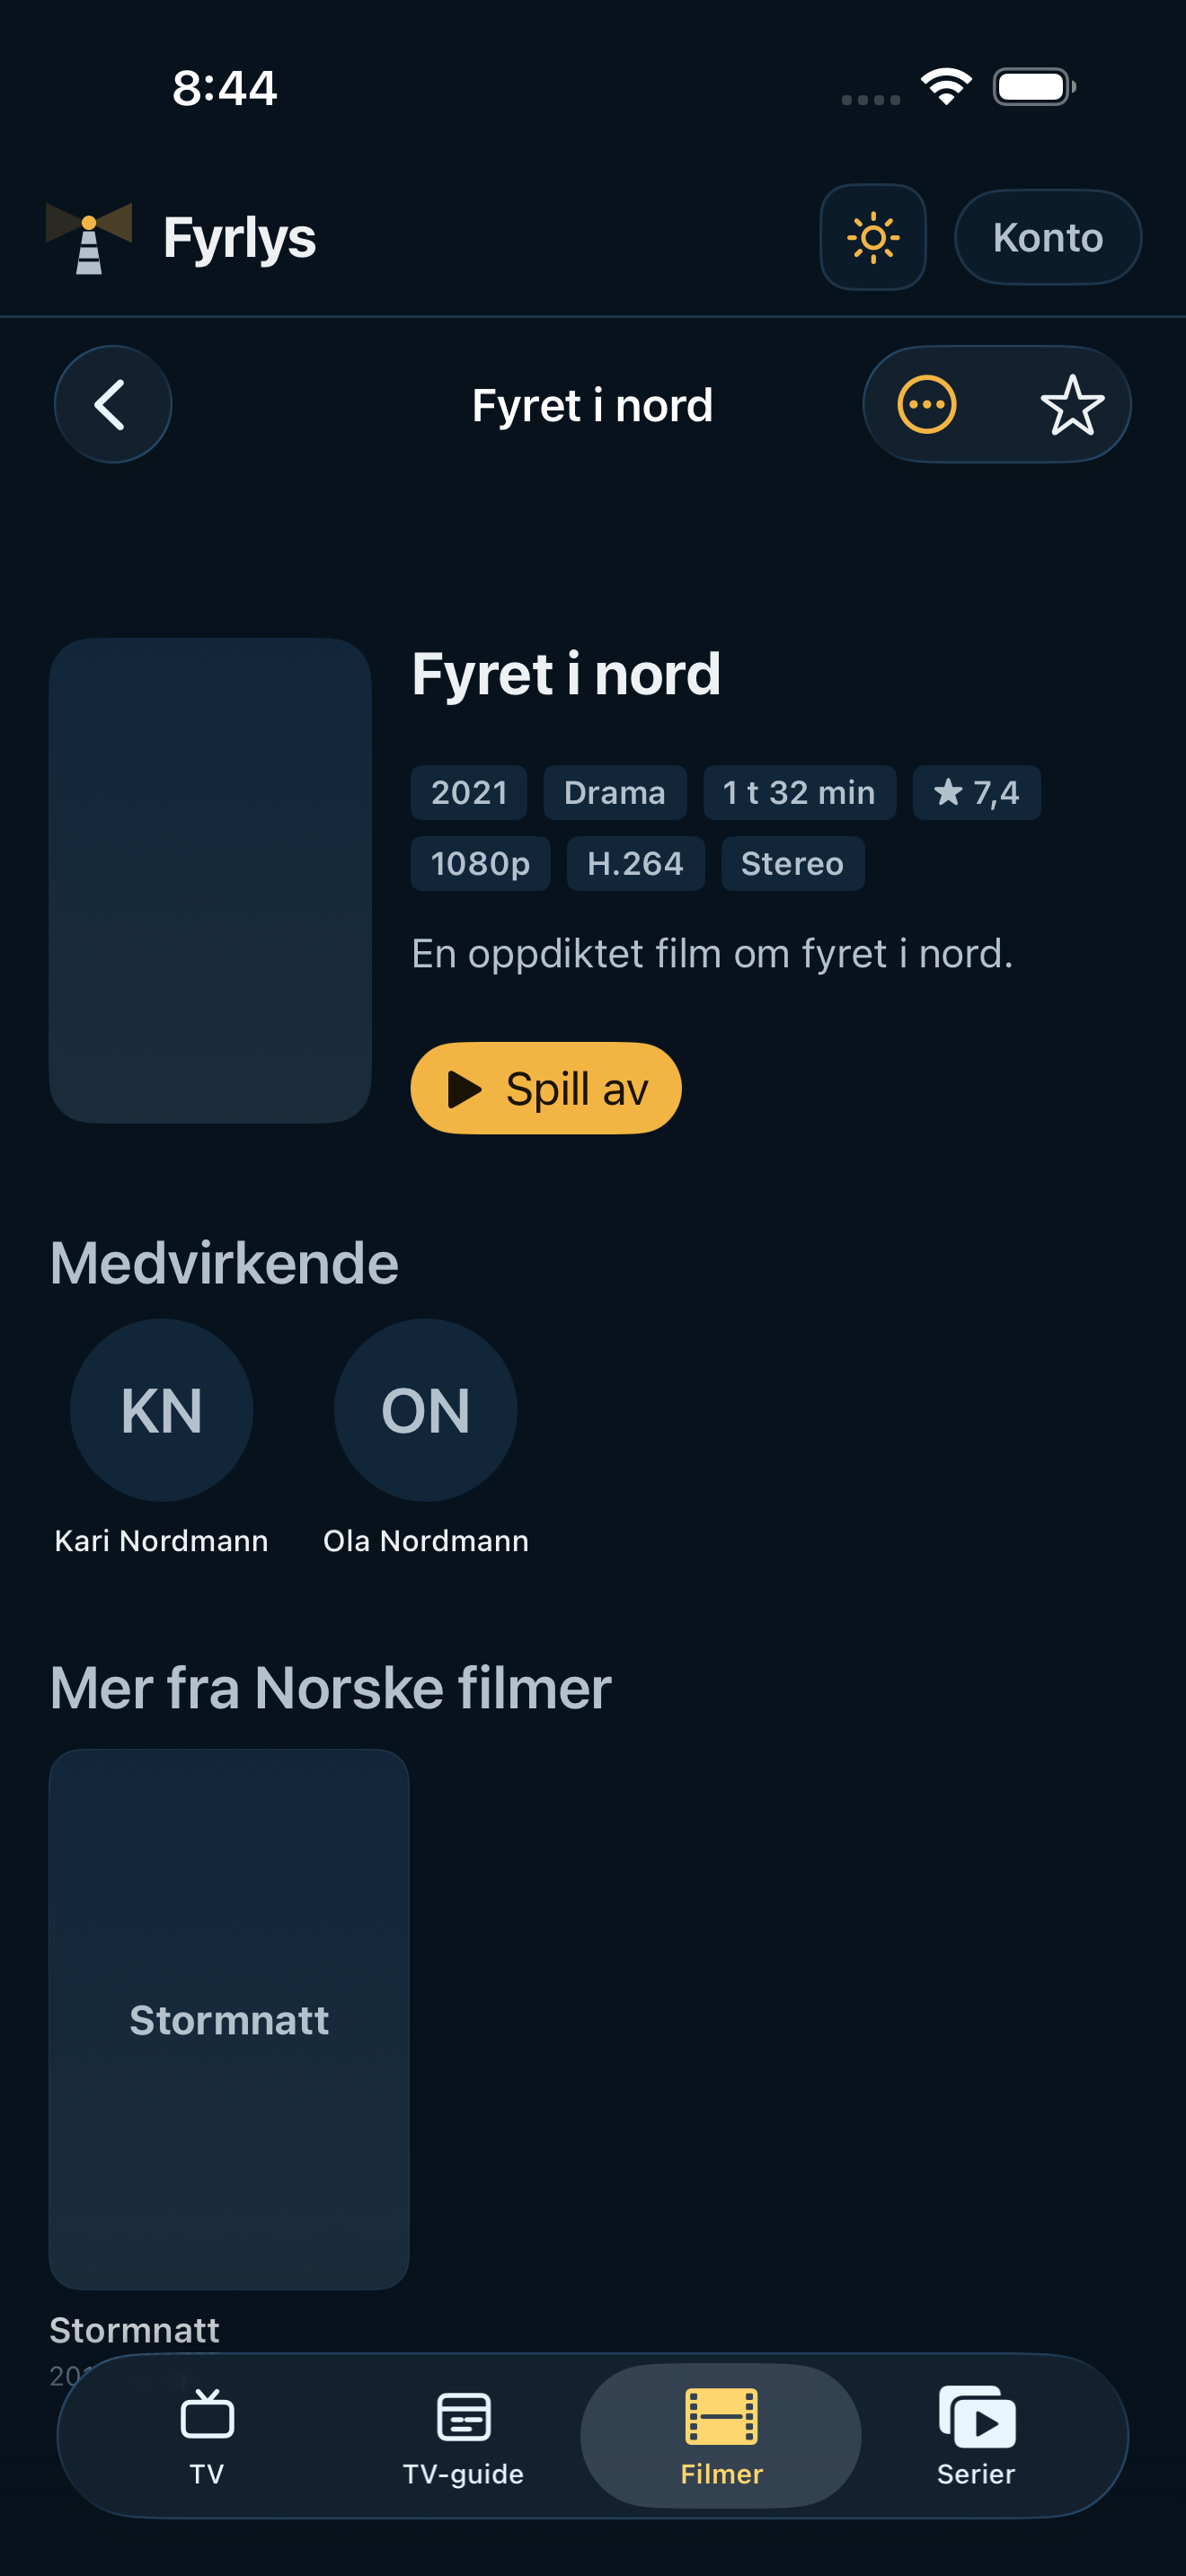 8:44
Fyrlys
Konto
Fyret i nord
Fyret i nord
2021 Drama 1 t 32 min ★ 7,4
1080p H.264 Stereo
En oppdiktet film om fyret i nord.
Spill av
Medvirkende
KN ON
Kari Nordmann Ola Nordmann
Mer fra Norske filmer
Stormnatt
Stormnatt
TV TV-guide Filmer Serier